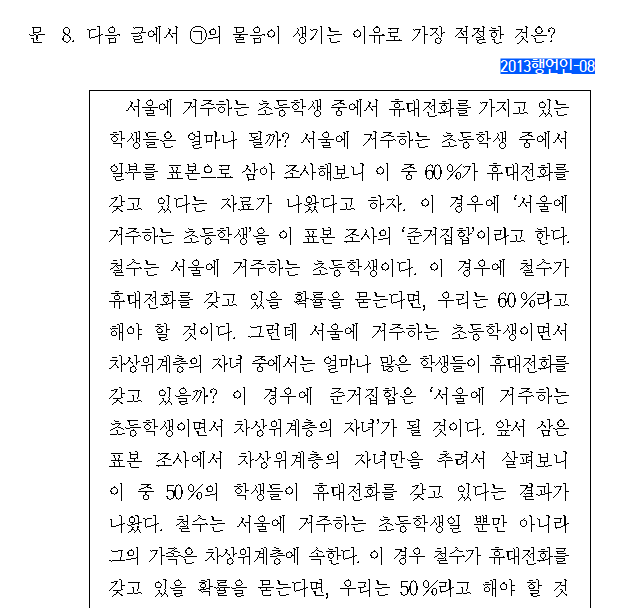 문 8. 다음 글에서 ㉠의 물음이 생기는 이유로 가장 적절한 것은?
2013행언인-08
서울에 거주하는 초등학생 중에서 휴대전화를 가지고 있는
학생들은 얼마나 될까? 서울에 거주하는 초등학생 중에서
일부를 표본으로 삼아 조사해보니 이 중 60 %가 휴대전화를
갖고 있다는 자료가 나왔다고 하자. 이 경우에 ‘서울에
거주하는 초등학생’을 이 표본 조사의 ‘준거집합’이라고 한다.
철수는 서울에 거주하는 초등학생이다. 이 경우에 철수가
휴대전화를 갖고 있을 확률을 묻는다면, 우리는 60 %라고
해야 할 것이다. 그런데 서울에 거주하는 초등학생이면서
차상위계층의 자녀 중에서는 얼마나 많은 학생들이 휴대전화를
갖고 있을까? 이 경우에 준거집합은 ‘서울에 거주하는
초등학생이면서 차상위계층의 자녀’가 될 것이다. 앞서 삼은
표본 조사에서 차상위계층의 자녀만을 추려서 살펴보니
이 중 50 %의 학생들이 휴대전화를 갖고 있다는 결과가
나왔다. 철수는 서울에 거주하는 초등학생일 뿐만 아니라
그의 가족은 차상위계층에 속한다. 이 경우 철수가 휴대전화를
갖고 있을 확률을 묻는다면, 우리는 50 %라고 해야 할 것